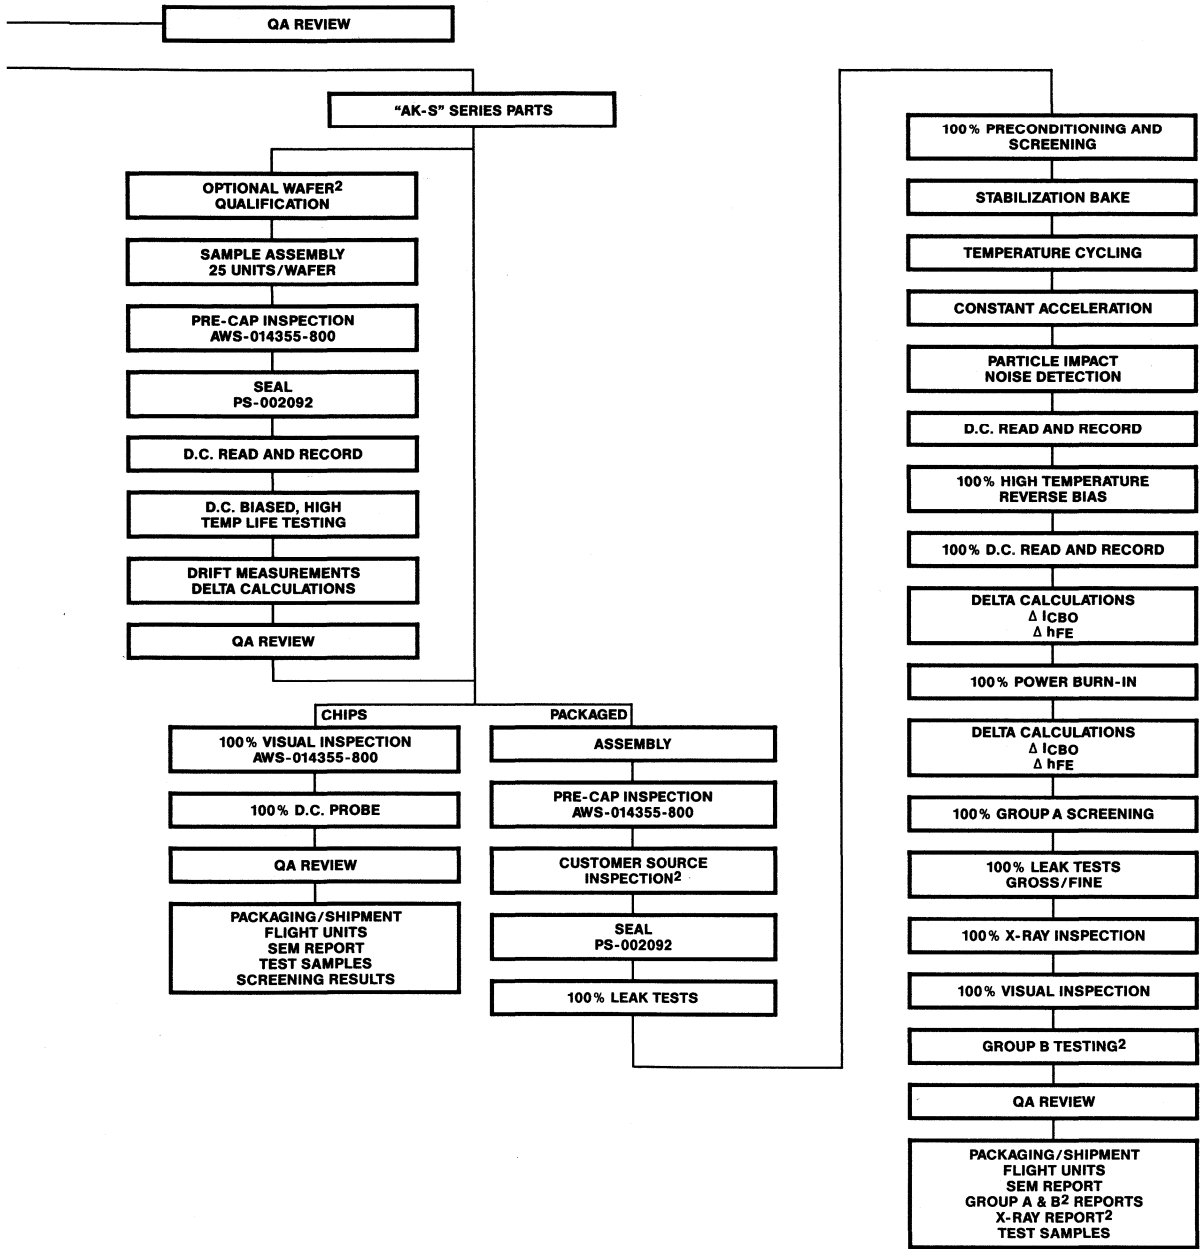 QA REVIEW
“AK-S” SERIES PARTS
OPTIONAL WAFER2
QUALIFICATION
SAMPLE ASSEMBLY
25 UNITS/WAFER
PRE-CAP INSPECTION
AWS-014355-800
SEAL
PS-002092
D.C. READ AND RECORD
D.C. BIASED, HIGH
TEMP LIFE TESTING
DRIFT MEASUREMENTS
DELTA CALCULATIONS
QA REVIEW
CHIPS
100% VISUAL INSPECTION
AWS-014355-800
100% D.C. PROBE
QA REVIEW
PACKAGING/SHIPMENT
FLIGHT UNITS
SEM REPORT
TEST SAMPLES
SCREENING RESULTS
PACKAGED
ASSEMBLY
PRE-CAP INSPECTION
AWS-014355-800
CUSTOMER SOURCE
INSPECTION2
SEAL
PS-002092
100% LEAK TESTS
100% PRECONDITIONING AND
SCREENING
STABILIZATION BAKE
TEMPERATURE CYCLING
CONSTANT ACCELERATION
PARTICLE IMPACT
NOISE DETECTION
D.C. READ AND RECORD
100% HIGH TEMPERATURE
REVERSE BIAS
100% D.C. READ AND RECORD
DELTA CALCULATIONS
Δ ICBO
Δ hFE
100% POWER BURN-IN
DELTA CALCULATIONS
Δ ICBO
Δ hFE
100% GROUP A SCREENING
100% LEAK TESTS
GROSS/FINE
100% X-RAY INSPECTION
100% VISUAL INSPECTION
GROUP B TESTING2
QA REVIEW
PACKAGING/SHIPMENT
FLIGHT UNITS
SEM REPORT
GROUP A & B2 REPORTS
X-RAY REPORT2
TEST SAMPLES